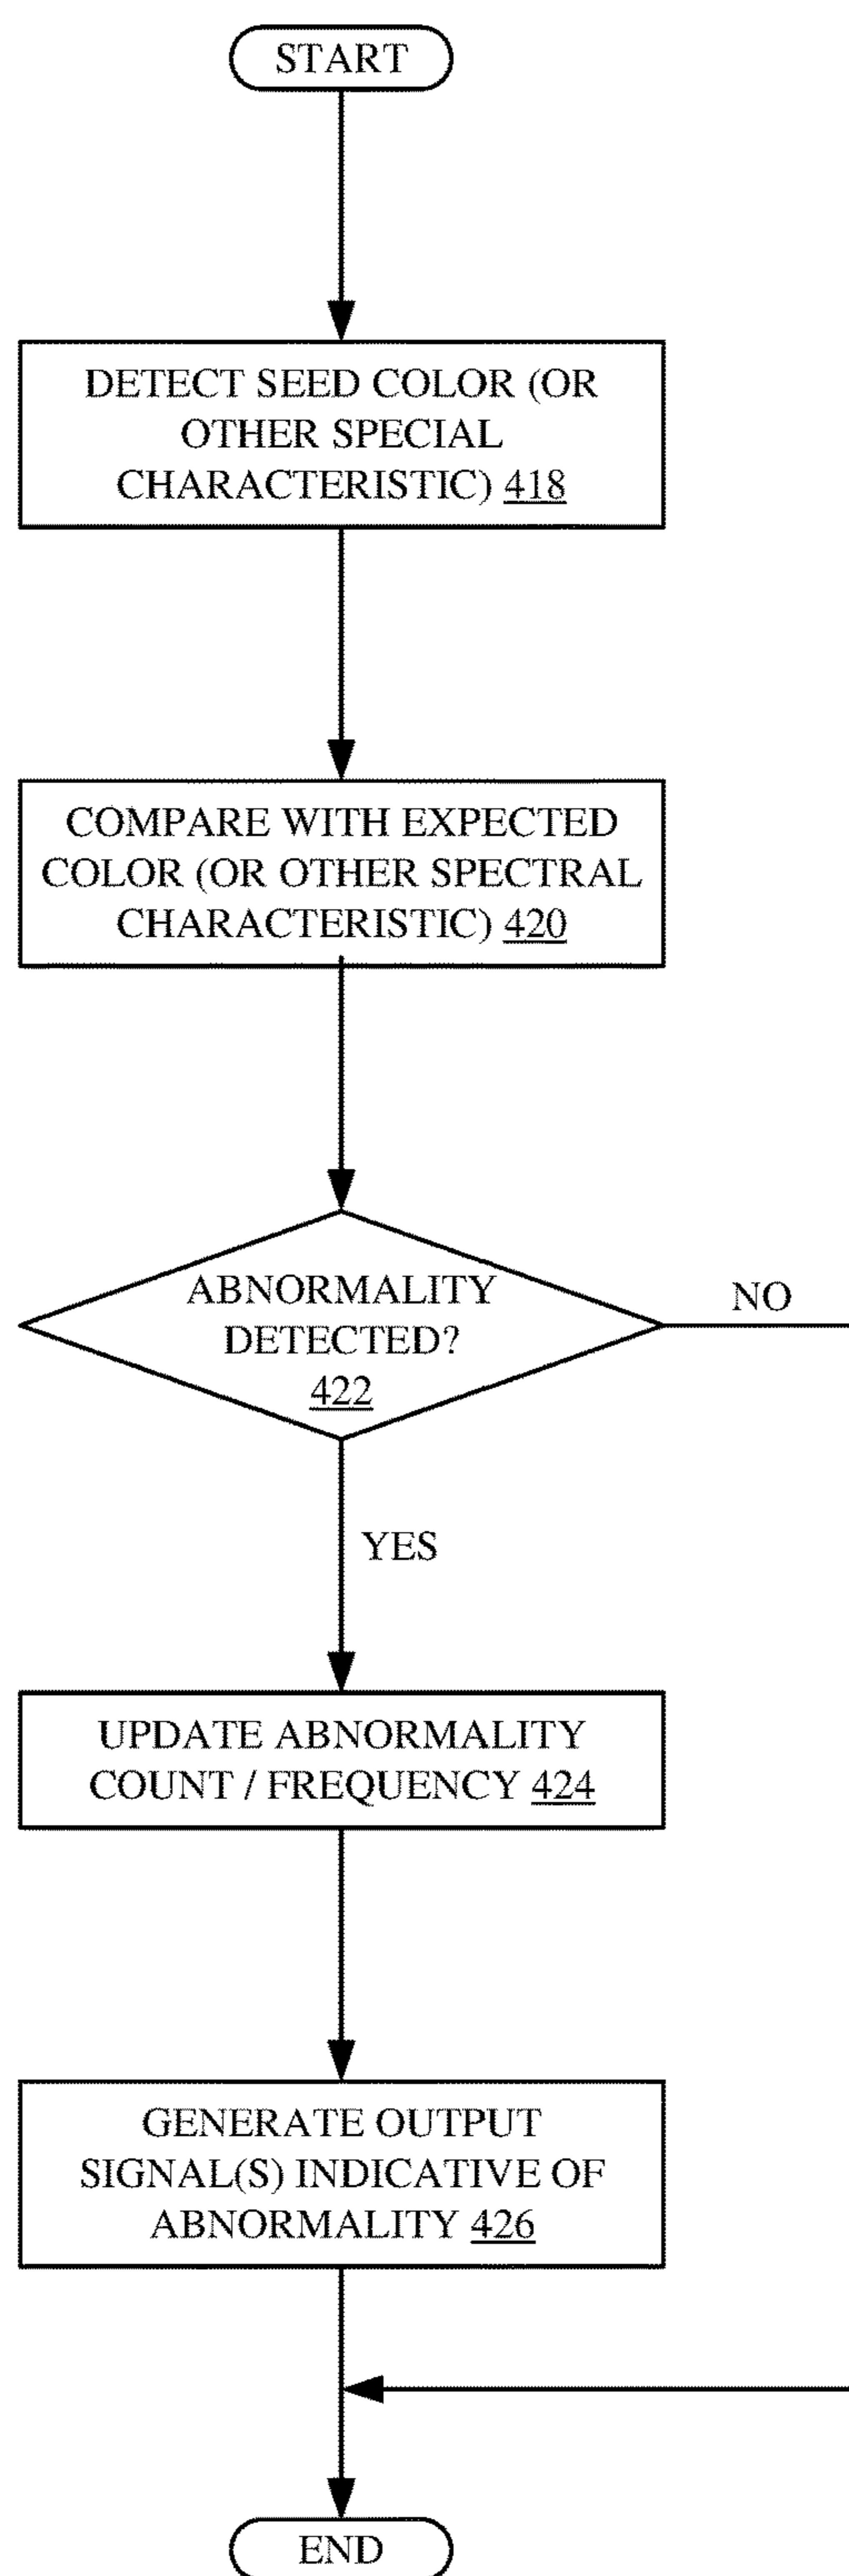 START
DETECT SEED COLOR (OR
OTHER SPECIAL
CHARACTERISTIC) 418
COMPARE WITH EXPECTED
COLOR (OR OTHER SPECTRAL
CHARACTERISTIC) 420
ABNORMALITY
DETECTED?
422
NO
YES
UPDATE ABNORMALITY
COUNT / FREQUENCY 424
GENERATE OUTPUT
SIGNAL(S) INDICATIVE OF
ABNORMALITY 426
END